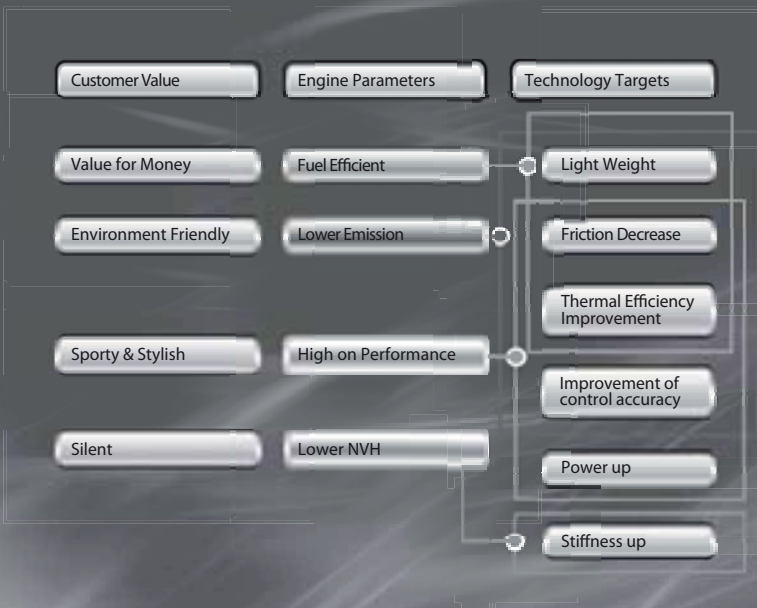 Customer Value
Engine Parameters
Technology Targets
Value for Money
Fuel Efficient
Light Weight
Environment Friendly
Lower Emission
Friction Decrease
Thermal Efficiency
Improvement
Sporty & Stylish
High on Performance
Improvement of
control accuracy
Silent
Lower NVH
Power up
Stiffness up